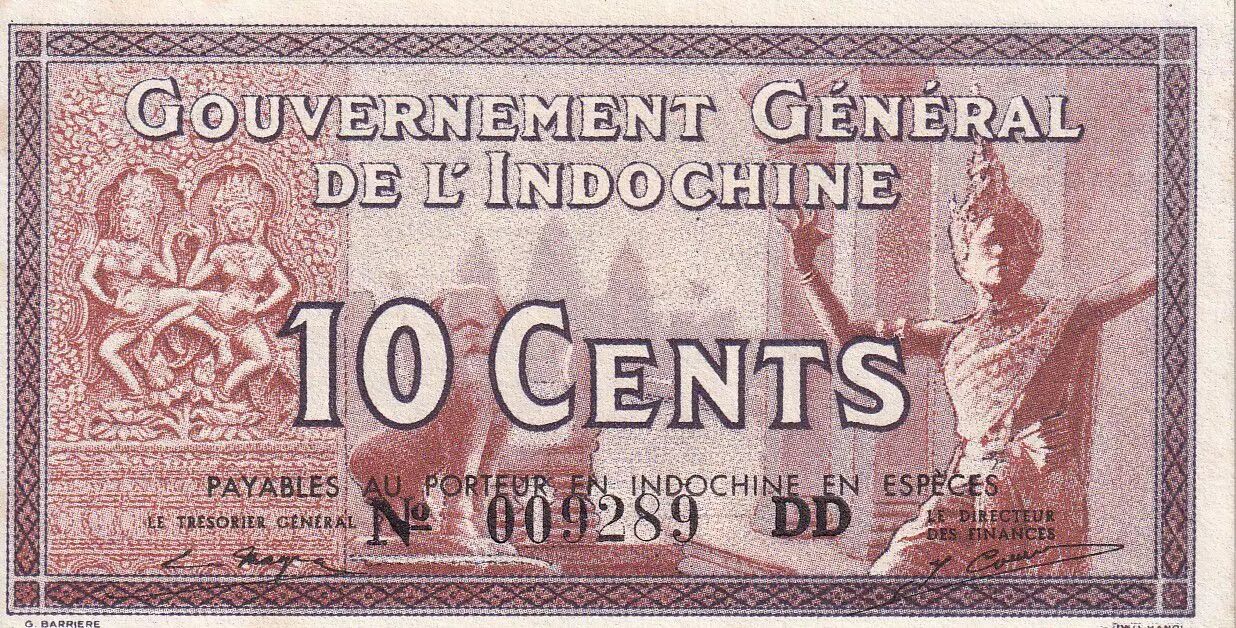 GOUVERNEMENT GÉNÉRAL
DE L'INDOCHINE
10 CENTS
PAYABLES AU PORTEUR EN INDOCHINE EN ESPÈCES
LE TRESORIER GÉNÉRAL
Nº 009289 DD
LE DIRECTEUR
DES FINANCES
G. BARRIERE